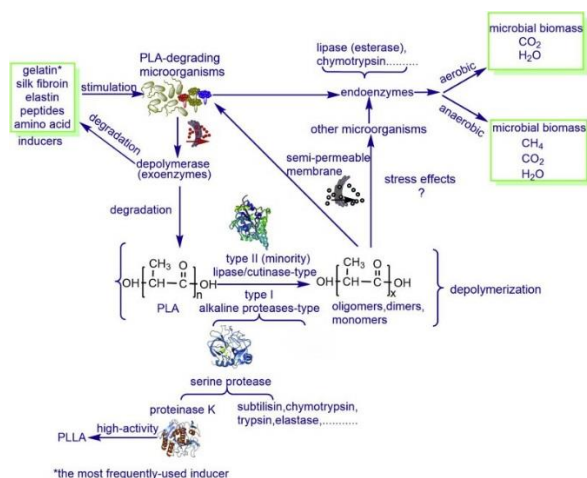 gelatin*
silk fibroin
elastin
peptides
amino acid
inducers
stimulation
degradation
PLA-degrading
microorganisms
depolymerase
(exoenzymes)
degradation
lipase (esterase),
chymotrypsin..........
endoenzymes
other microorganisms
semi-permeable
membrane
stress effects
?
aerobic
anaerobic
microbial biomass
CO2
H2O
microbial biomass
CH4
CO2
H2O
OH CH3 O
CH C OH
n
PLA
type II (minority)
lipase/cutinase-type
type I
alkaline proteases-type
OH CH3 O
CH C OH
x
oligomers,dimers,
monomers
depolymerization
serine protease
proteinase K
subtilisin,chymotrypsin,
trypsin,elastase,..........
high-activity
PLLA
*the most frequently-used inducer